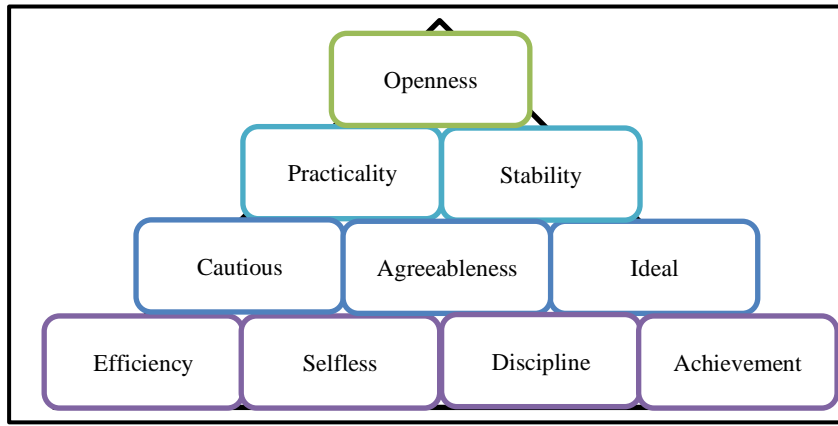 Openness
Practicality Stability
Cautious Agreeableness Ideal
Efficiency Selfless Discipline Achievement